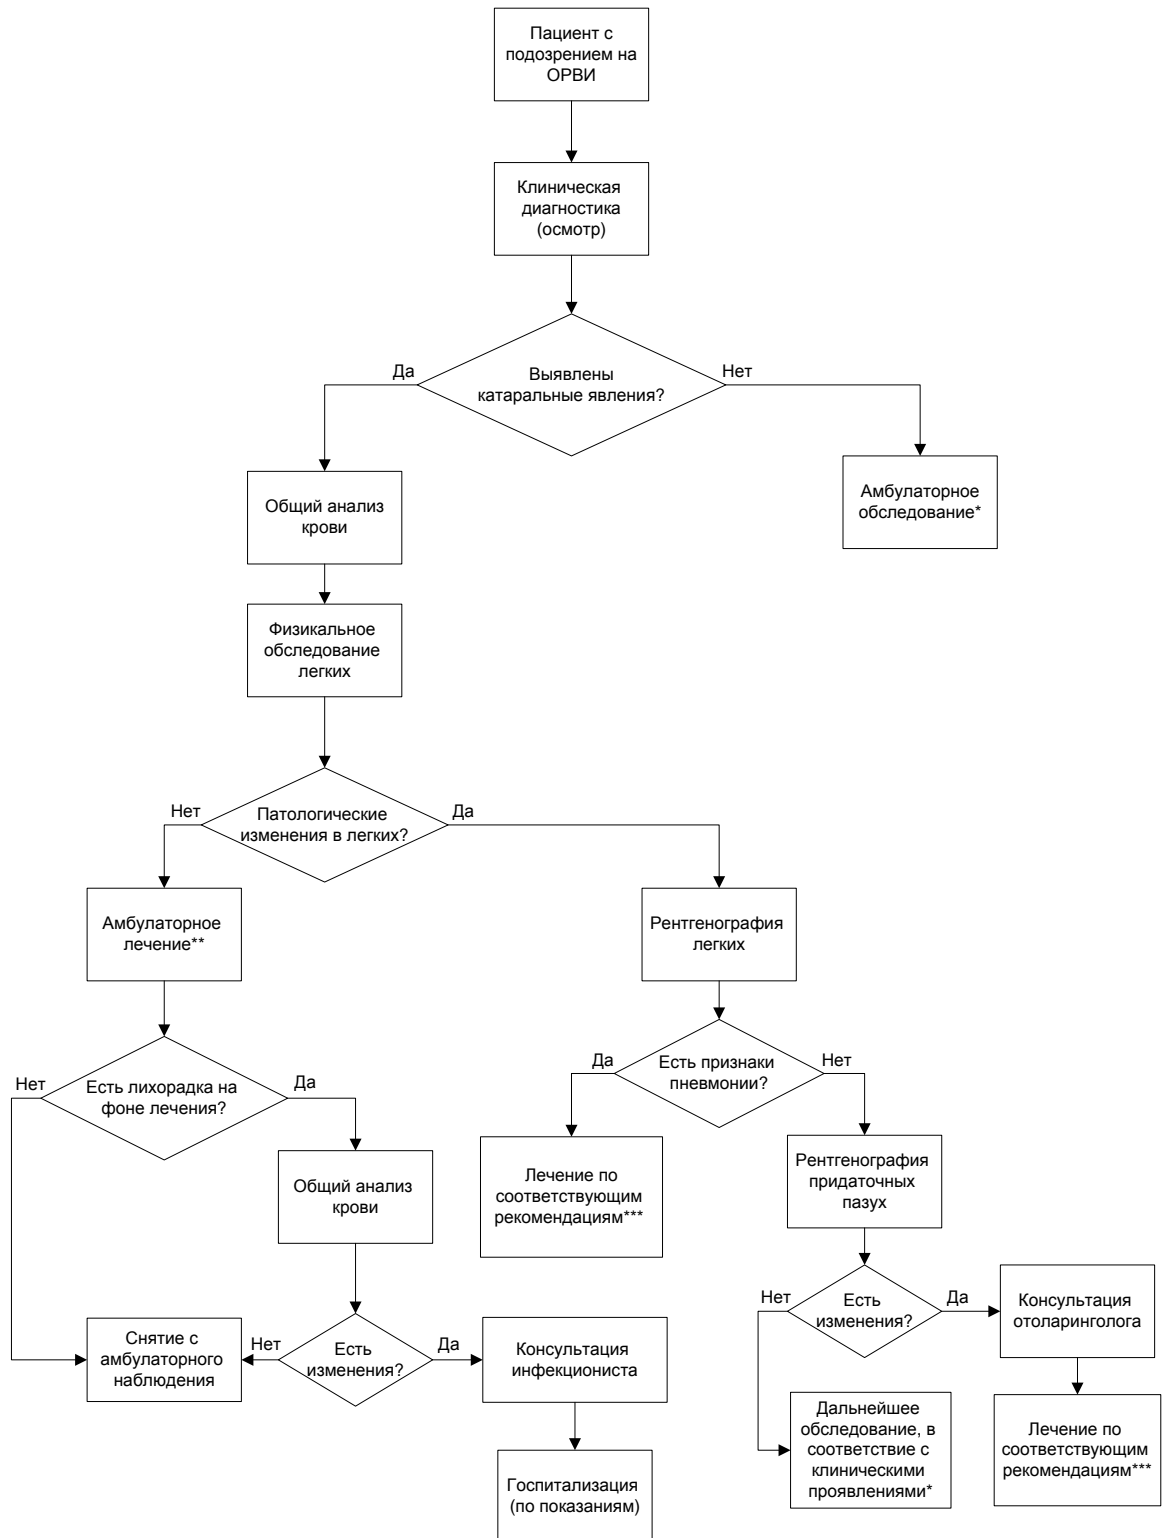 Пациент с
подозрением на
ОРВИ
Клиническая
диагностика
(осмотр)
Выявлены
катаральные явления?
Да
Нет
Общий анализ
крови
Амбулаторное
обследование*
Физикальное
обследование
легких
Патологические
изменения в легких?
Нет
Да
Амбулаторное
лечение**
Рентгенография
легких
Есть лихорадка на
фоне лечения?
Нет
Да
Есть признаки
пневмонии?
Да
Нет
Общий анализ
крови
Лечение по
соответствующим
рекомендациям***
Рентгенография
придаточных
пазух
Снятие с
амбулаторного
наблюдения
Нет
Есть
изменения?
Да
Консультация
инфекциониста
Нет
Есть
изменения?
Да
Консультация
отоларинголога
Госпитализация
(по показаниям)
Дальнейшее
обследование, в
соответствие с
клиническими
проявлениями*
Лечение по
соответствующим
рекомендациям***